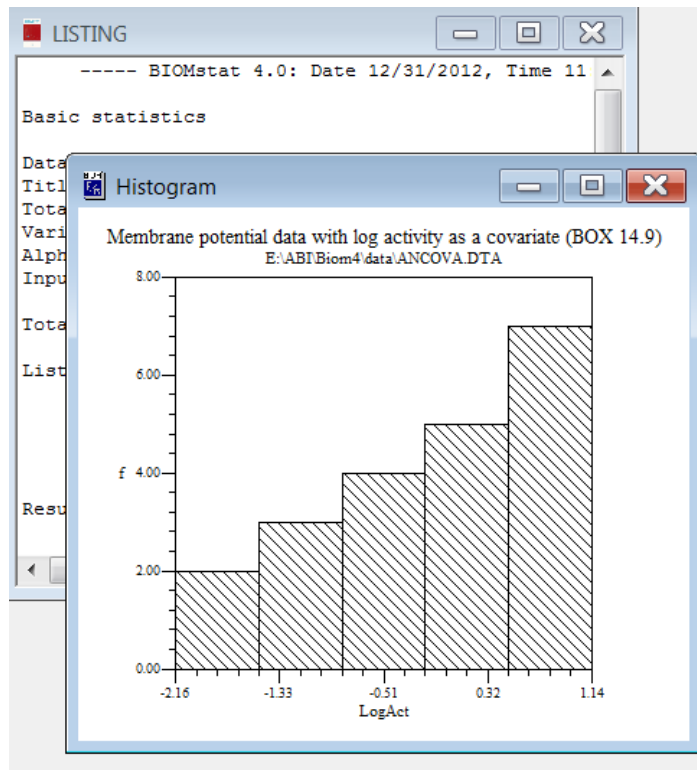 LISTING
----- BIOMstat 4.0: Date 12/31/2012, Time 11
Basic statistics
Data
Titl
Tota
Vari
Alph
Inpu
Tota
List
Resu
Histogram
Membrane potential data with log activity as a covariate (BOX 14.9)
E:\ABI\Biom4\data\ANCOVA.DTA
8.00
6.00
f 4.00
2.00
0.00
-2.16 -1.33 -0.51 0.32 1.14
LogAct